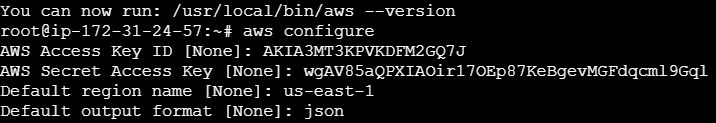 You can now run: /usr/local/bin/aws --version
root@ip-172-31-24-57:~# aws configure
AWS Access Key ID [None]: AKIA3MT3KPVKDFM2GQ7J
AWS Secret Access Key [None]: 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
Default region name [None]: us-east-1
Default output format [None]: json